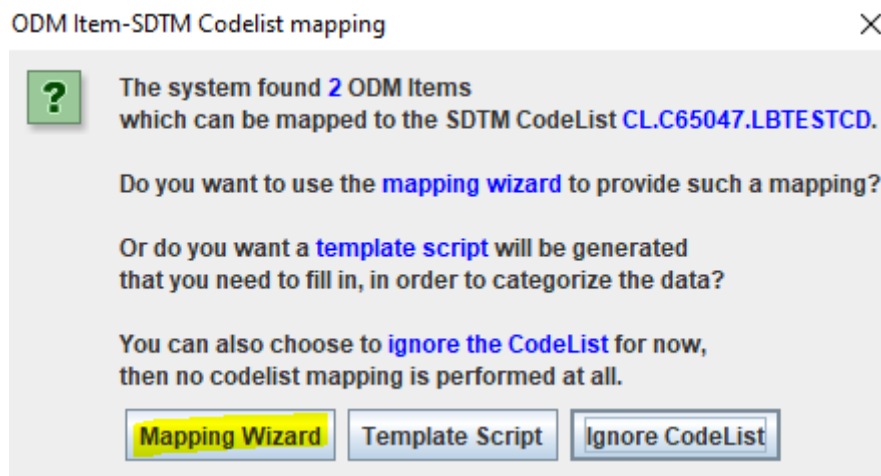 ODM Item-SDTM Codelist mapping
The system found 2 ODM Items
which can be mapped to the SDTM CodeList CL.C65047.LBTESTCD.
Do you want to use the mapping wizard to provide such a mapping?
Or do you want a template script will be generated
that you need to fill in, in order to categorize the data?
You can also choose to ignore the CodeList for now,
then no codelist mapping is performed at all.
Mapping Wizard Template Script Ignore CodeList